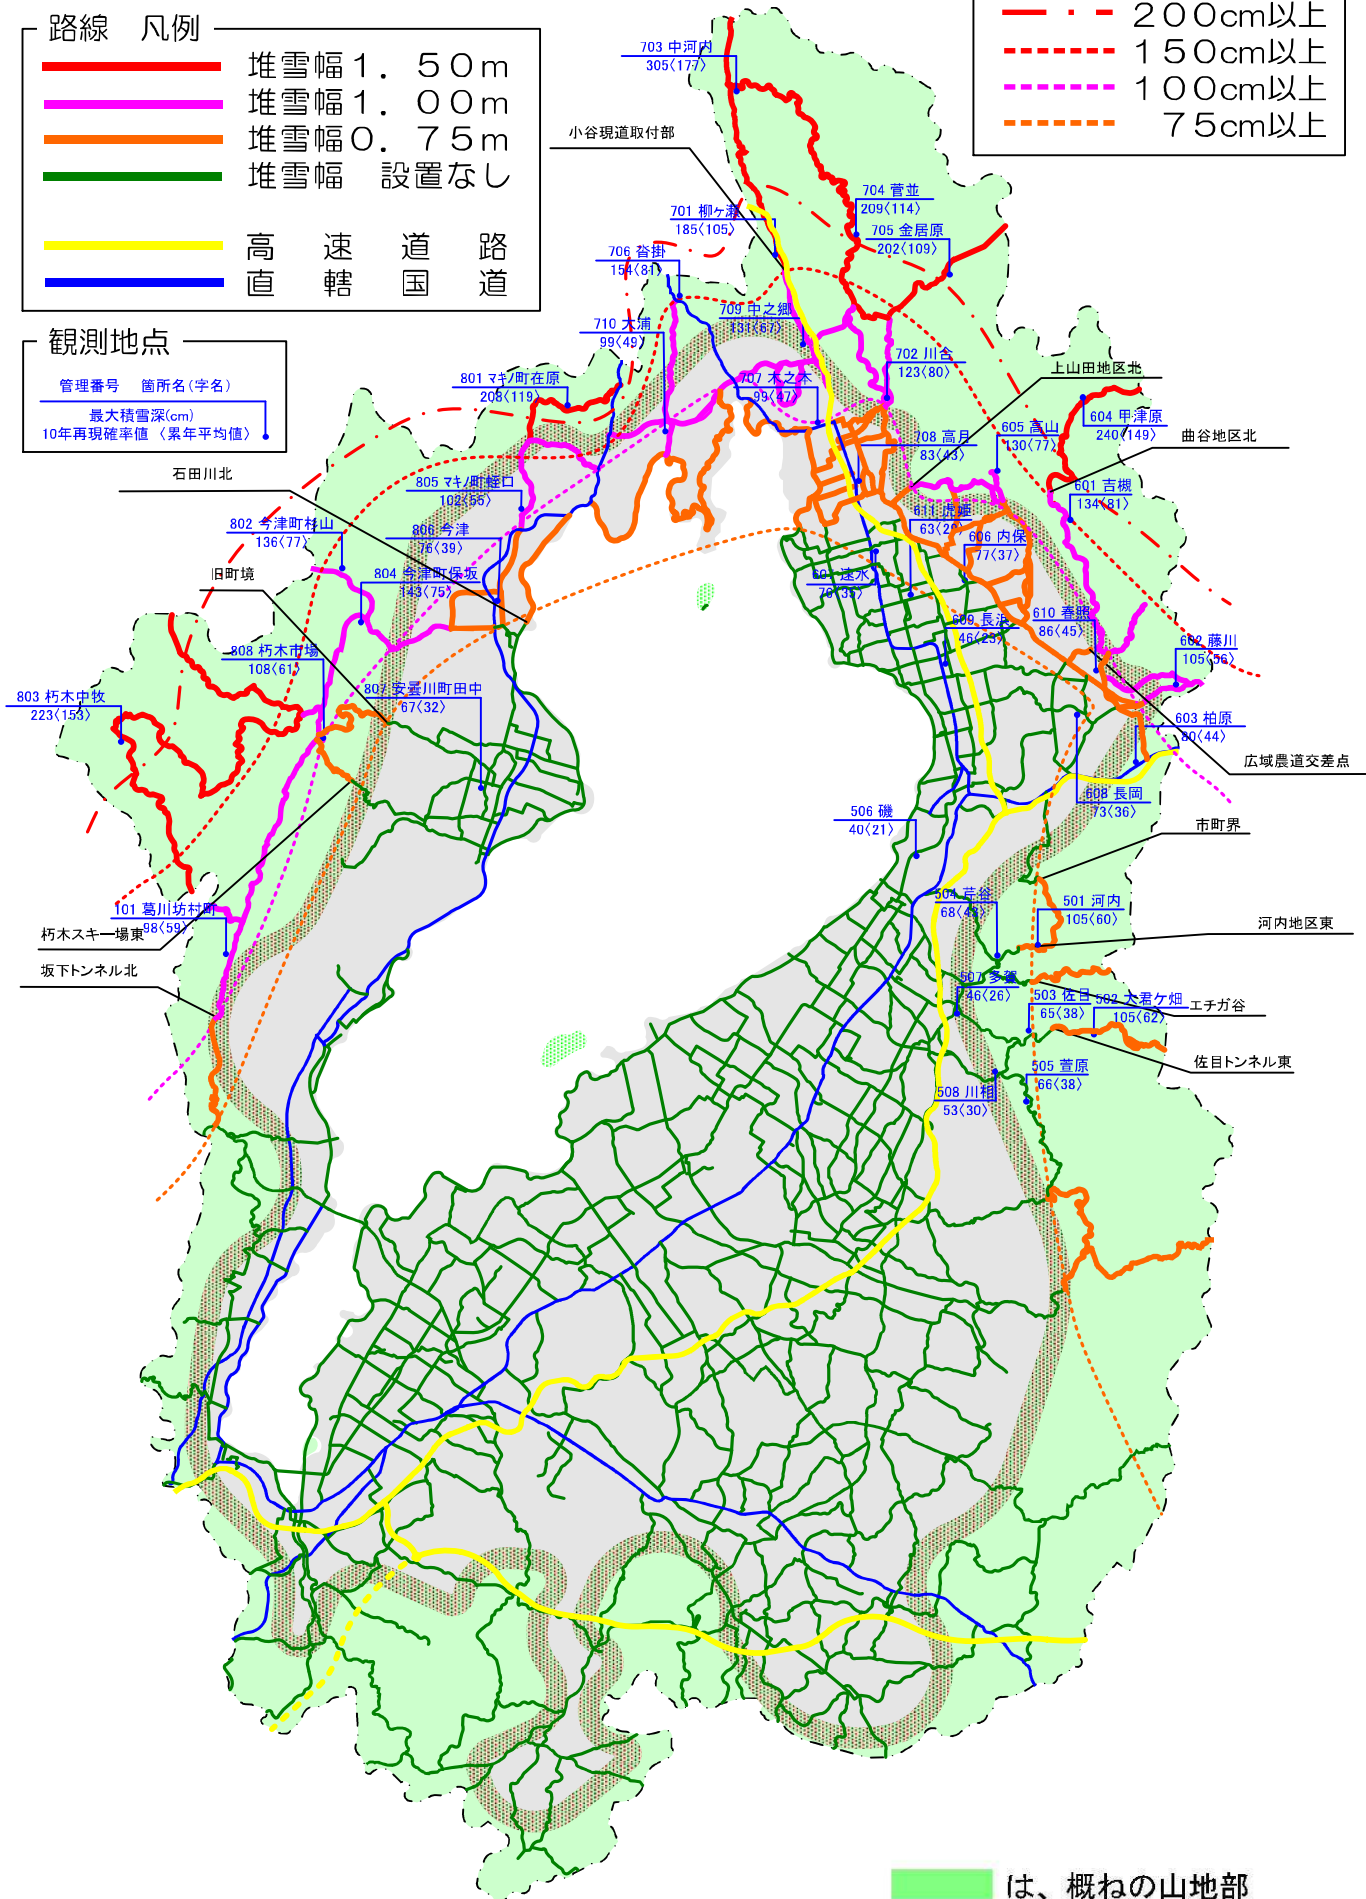 路線　凡例
堆雪幅１．５０ｍ
堆雪幅１．００ｍ
堆雪幅０．７５ｍ
堆雪幅　設置なし
高速道路
直轄国道
観測地点
管理番号　箇所名(字名)
最大積雪深(cm)
10年再現確率値〈累年平均値〉
２００cm以上
１５０cm以上
１００cm以上
７５cm以上
703 中河内
305〈177〉
小谷現道取付部
704 菅並
209〈114〉
701 柳ヶ瀬
185〈105〉
705 金居原
202〈109〉
706 沓掛
154〈81〉
709 中之郷
131〈67〉
710 大浦
99〈49〉
702 川合
123〈80〉
上山田地区北
801 マキノ町在原
208〈119〉
707 木之本
99〈47〉
604 甲津原
240〈149〉
605 高山
130〈77〉
曲谷地区北
708 高月
83〈43〉
石田川北
805 マキノ町蛭口
102〈55〉
601 吉槻
134〈81〉
802 今津町杉山
136〈77〉
806 今津
76〈39〉
611 虎姫
63〈29〉
606 内保
77〈37〉
旧町境
804 今津町保坂
143〈75〉
607 速水
76〈35〉
609 長浜
46〈23〉
610 春照
86〈45〉
602 藤川
105〈56〉
808 朽木市場
108〈61〉
807 安曇川町田中
67〈32〉
803 朽木中牧
223〈153〉
603 柏原
80〈44〉
広域農道交差点
608 長岡
73〈36〉
506 磯
40〈21〉
市町界
504 芹谷
68〈43〉
501 河内
105〈60〉
101 葛川坊村町
98〈59〉
河内地区東
朽木スキー場東
坂下トンネル北
507 多賀
46〈26〉
503 佐目
65〈38〉
502 大君ケ畑
105〈62〉
エチガ谷
佐目トンネル東
505 萱原
66〈38〉
508 川相
53〈30〉
は、概ねの山地部